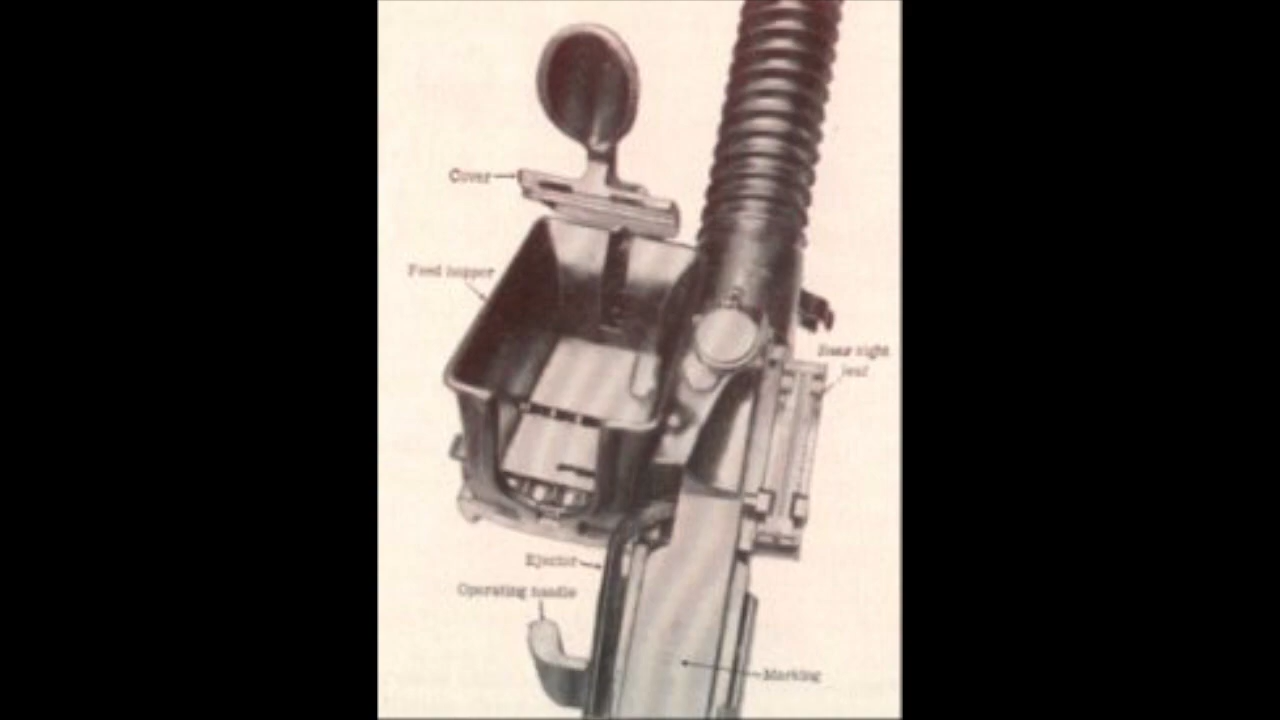 Cover
Feed hopper
Rear sight
leaf
Ejector
Operating handle
Marking